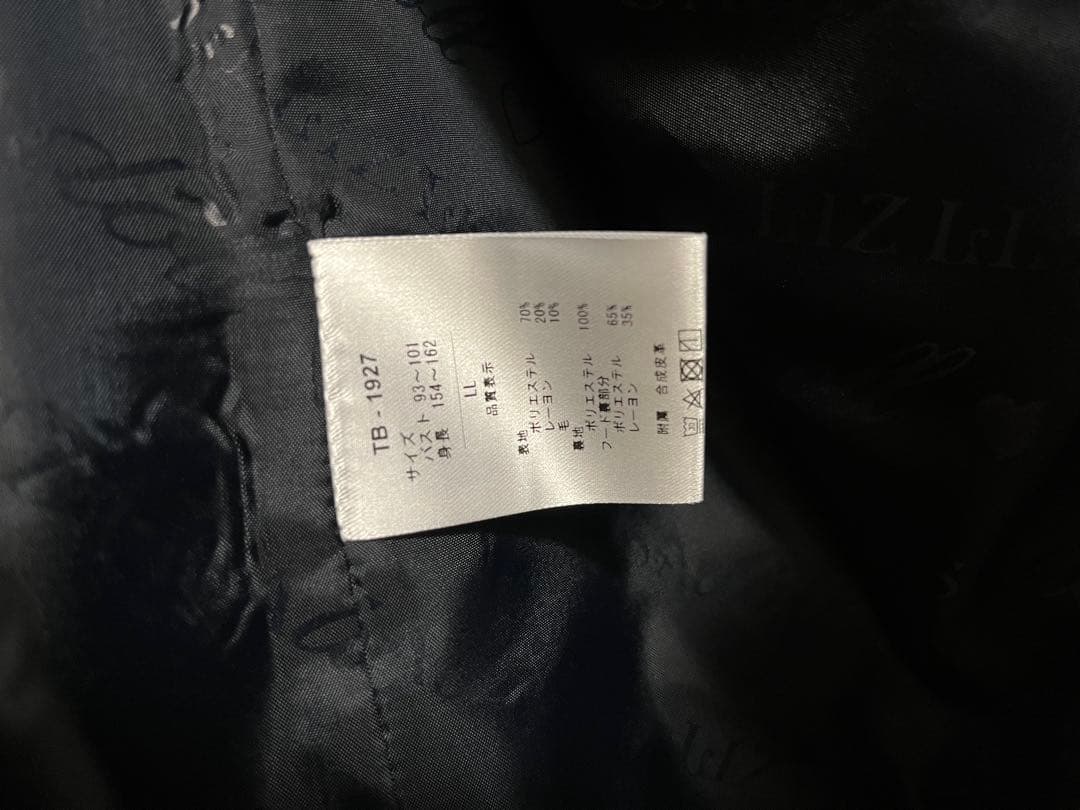 TB-1927
サイズ
バスト 93～101
身長 154～162
LL
品質表示
表地
ポリエステル 70%
レーヨン 20%
毛 10%
裏地
ポリエステル 100%
フード裏部分
ポリエステル 65%
レーヨン 35%
附属 合成皮革
LIZ LI